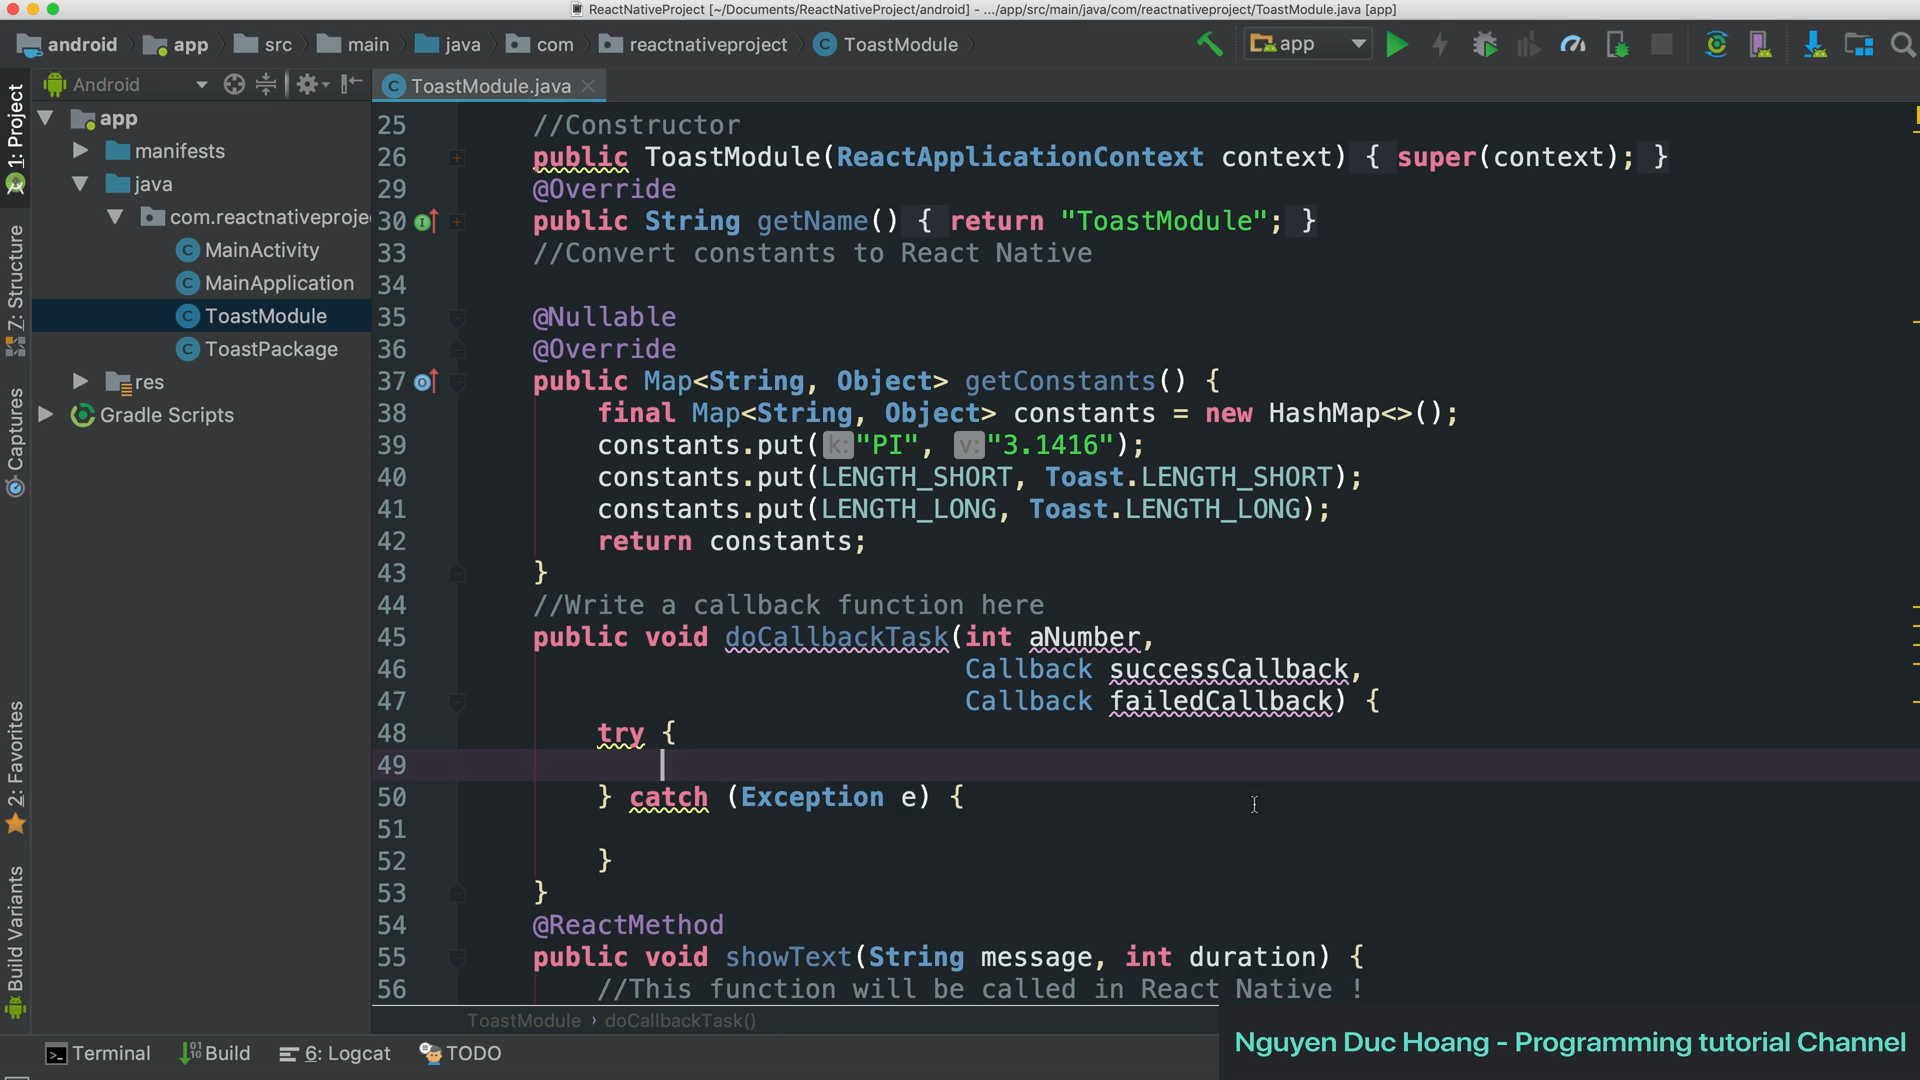 ReactNativeProject [~/Documents/ReactNativeProject/android] - .../app/src/main/java/com/reactnativeproject/ToastModule.java [app]
android app src main java com reactnativeproject ToastModule app
Android
ToastModule.java
1: Project
7: Structure
Captures
2: Favorites
Build Variants
app
manifests
java
com.reactnativeproje
MainActivity
MainApplication
ToastModule
ToastPackage
res
Gradle Scripts
25 //Constructor
26 public ToastModule(ReactApplicationContext context) { super(context); }
29 @Override
30 public String getName() { return "ToastModule"; }
33 //Convert constants to React Native
34
35 @Nullable
36 @Override
37 public Map<String, Object> getConstants() {
38 final Map<String, Object> constants = new HashMap<>();
39 constants.put( k: "PI", v: "3.1416");
40 constants.put(LENGTH_SHORT, Toast.LENGTH_SHORT);
41 constants.put(LENGTH_LONG, Toast.LENGTH_LONG);
42 return constants;
43 }
44 //Write a callback function here
45 public void doCallbackTask(int aNumber,
46 Callback successCallback,
47 Callback failedCallback) {
48 try {
49
50 } catch (Exception e) {
51
52 }
53 }
54 @ReactMethod
55 public void showText(String message, int duration) {
56 //This function will be called in React Native !
ToastModule › doCallbackTask()
Terminal Build 6: Logcat TODO
Nguyen Duc Hoang - Programming tutorial Channel